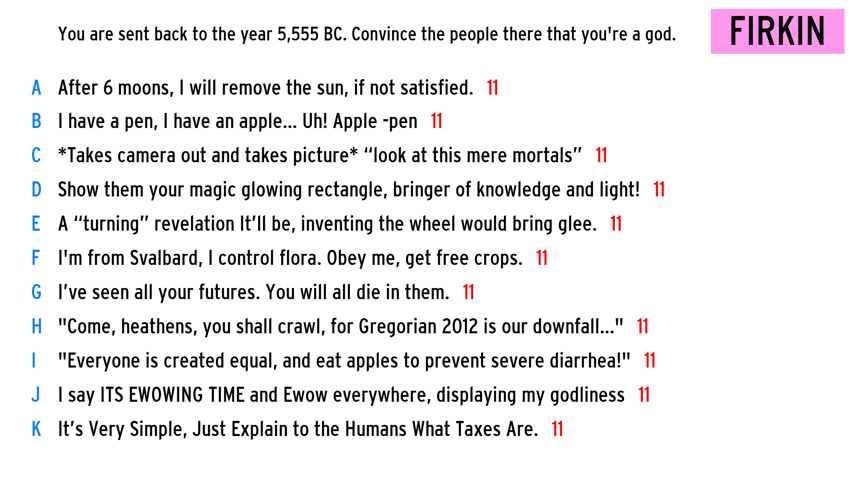 You are sent back to the year 5,555 BC. Convince the people there that you're a god.
FIRKIN
A After 6 moons, I will remove the sun, if not satisfied. 11
B I have a pen, I have an apple... Uh! Apple -pen 11
C *Takes camera out and takes picture* “look at this mere mortals” 11
D Show them your magic glowing rectangle, bringer of knowledge and light! 11
E A “turning” revelation It’ll be, inventing the wheel would bring glee. 11
F I'm from Svalbard, I control flora. Obey me, get free crops. 11
G I’ve seen all your futures. You will all die in them. 11
H "Come, heathens, you shall crawl, for Gregorian 2012 is our downfall..." 11
I "Everyone is created equal, and eat apples to prevent severe diarrhea!" 11
J I say ITS EWOWING TIME and Ewow everywhere, displaying my godliness 11
K It’s Very Simple, Just Explain to the Humans What Taxes Are. 11